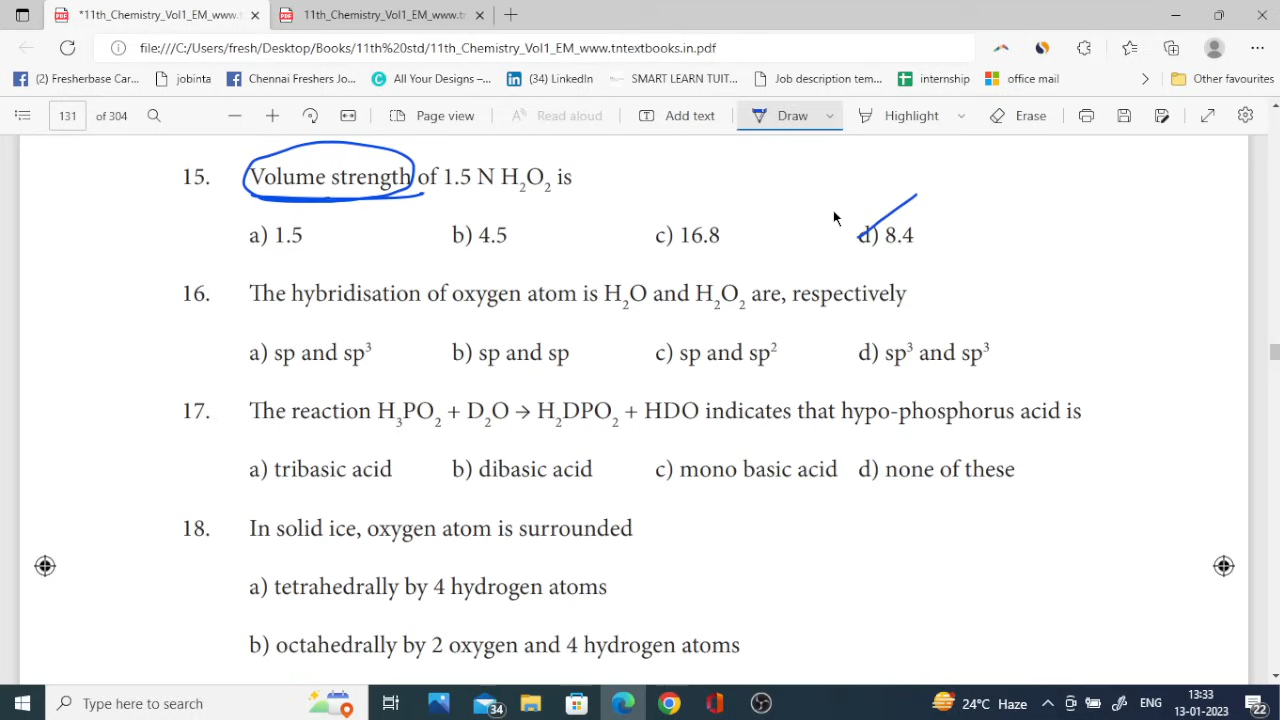 *11th_Chemistry_Vol1_EM_www.t
11th_Chemistry_Vol1_EM_www.tr
file:///C:/Users/fresh/Desktop/Books/11th%20std/11th_Chemistry_Vol1_EM_www.tntextbooks.in.pdf
(2) Fresherbase Car...
jobinta
Chennai Freshers Jo...
All Your Designs –...
(34) LinkedIn
SMART LEARN TUIT...
Job description tem...
internship
office mail
Other favourites
131 of 304
Page view
Read aloud
Add text
Draw
Highlight
Erase
15. Volume strength of 1.5 N H₂O₂ is
a) 1.5 b) 4.5 c) 16.8 d) 8.4
16. The hybridisation of oxygen atom is H₂O and H₂O₂ are, respectively
a) sp and sp³ b) sp and sp c) sp and sp² d) sp³ and sp³
17. The reaction H₃PO₂ + D₂O → H₂DPO₂ + HDO indicates that hypo-phosphorus acid is
a) tribasic acid b) dibasic acid c) mono basic acid d) none of these
18. In solid ice, oxygen atom is surrounded
a) tetrahedrally by 4 hydrogen atoms
b) octahedrally by 2 oxygen and 4 hydrogen atoms
Type here to search
34
24°C Haze
ENG
13:33
13-01-2023
22